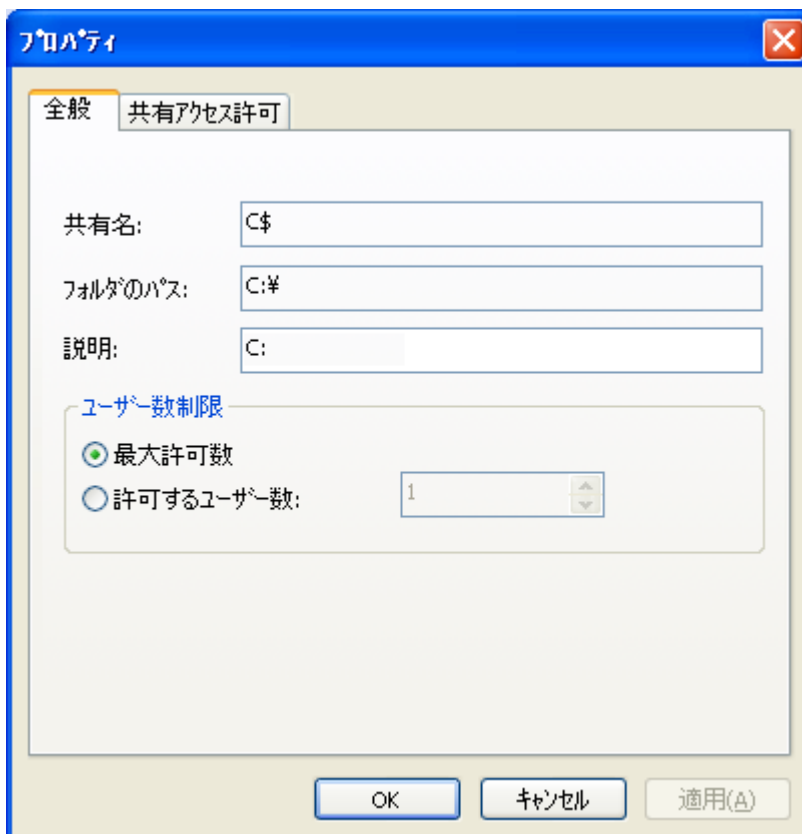 プロパティ
全般
共有アクセス許可
共有名:
C$
フォルダのパス:
C:¥
説明:
C:
ユーザー数制限
最大許可数
許可するユーザー数:
1
OK
キャンセル
適用(A)